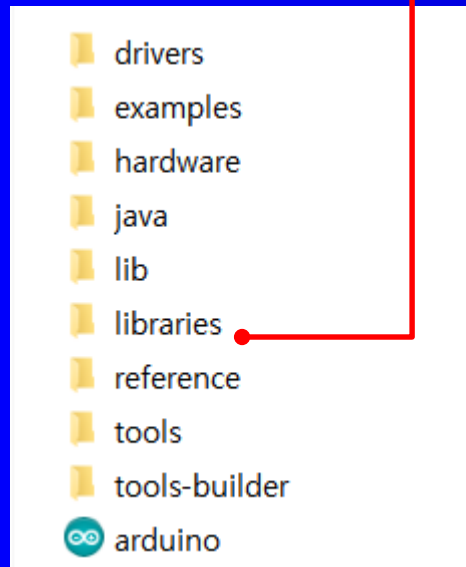 drivers
examples
hardware
java
lib
libraries
reference
tools
tools-builder
arduino